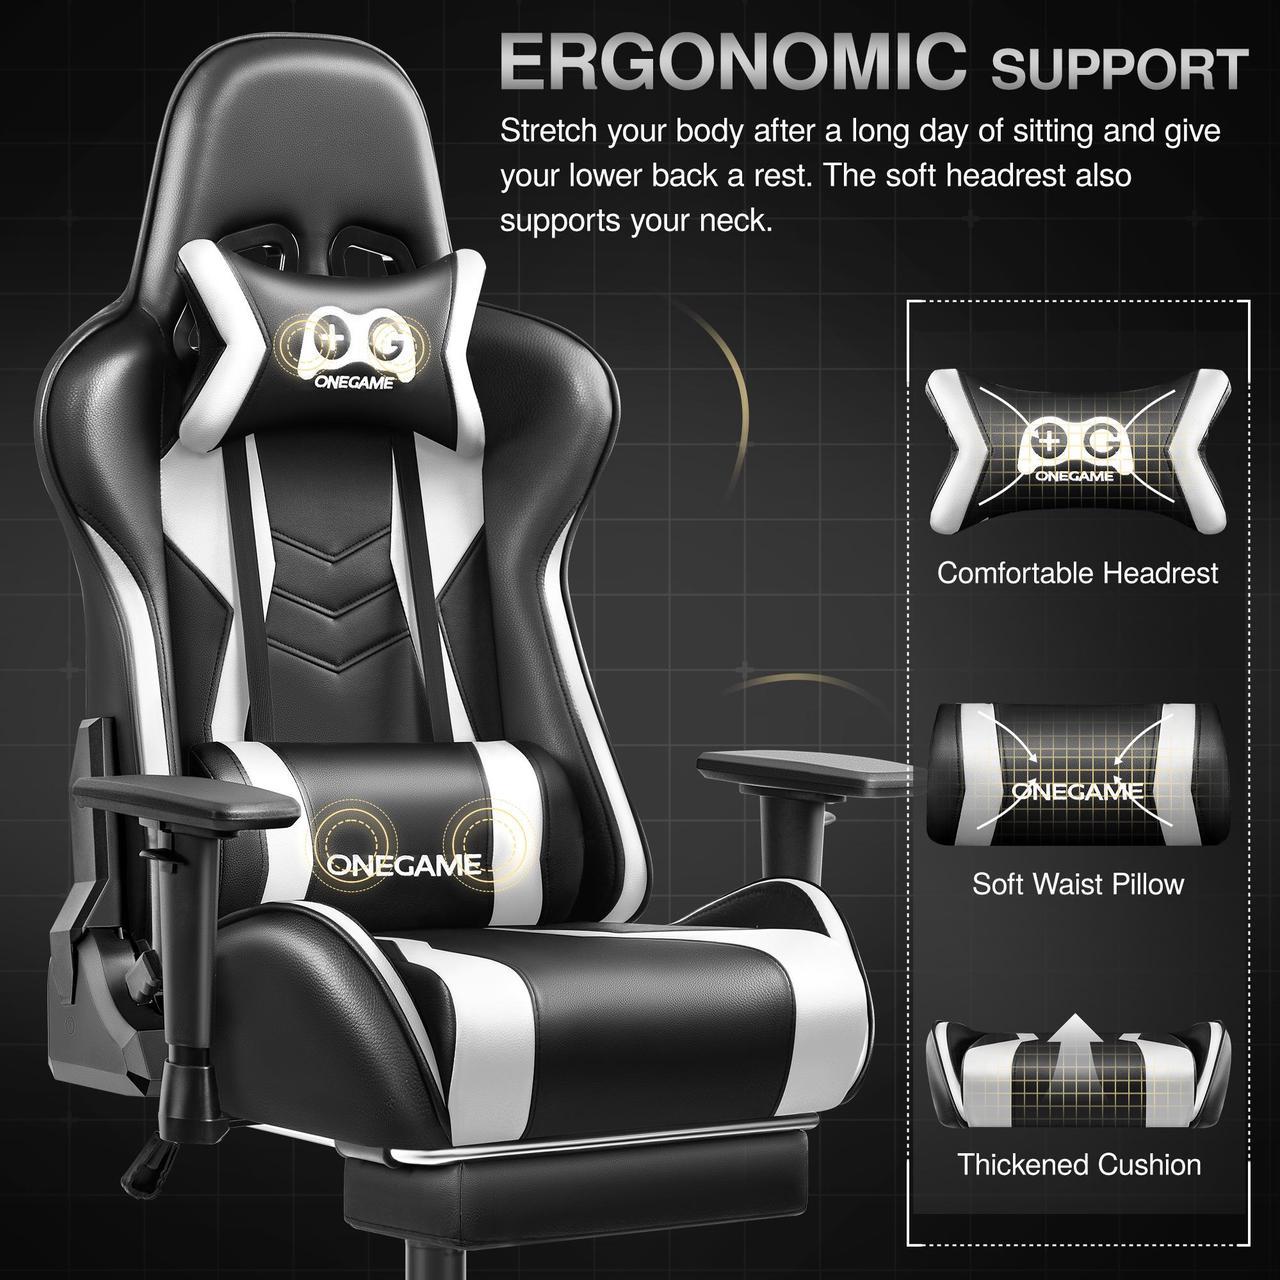 ERGONOMIC SUPPORT
Stretch your body after a long day of sitting and give
your lower back a rest. The soft headrest also
supports your neck.
+ G
ONEGAME
+ G
ONEGAME
Comfortable Headrest
ONEGAME
Soft Waist Pillow
ONEGAME
Thickened Cushion